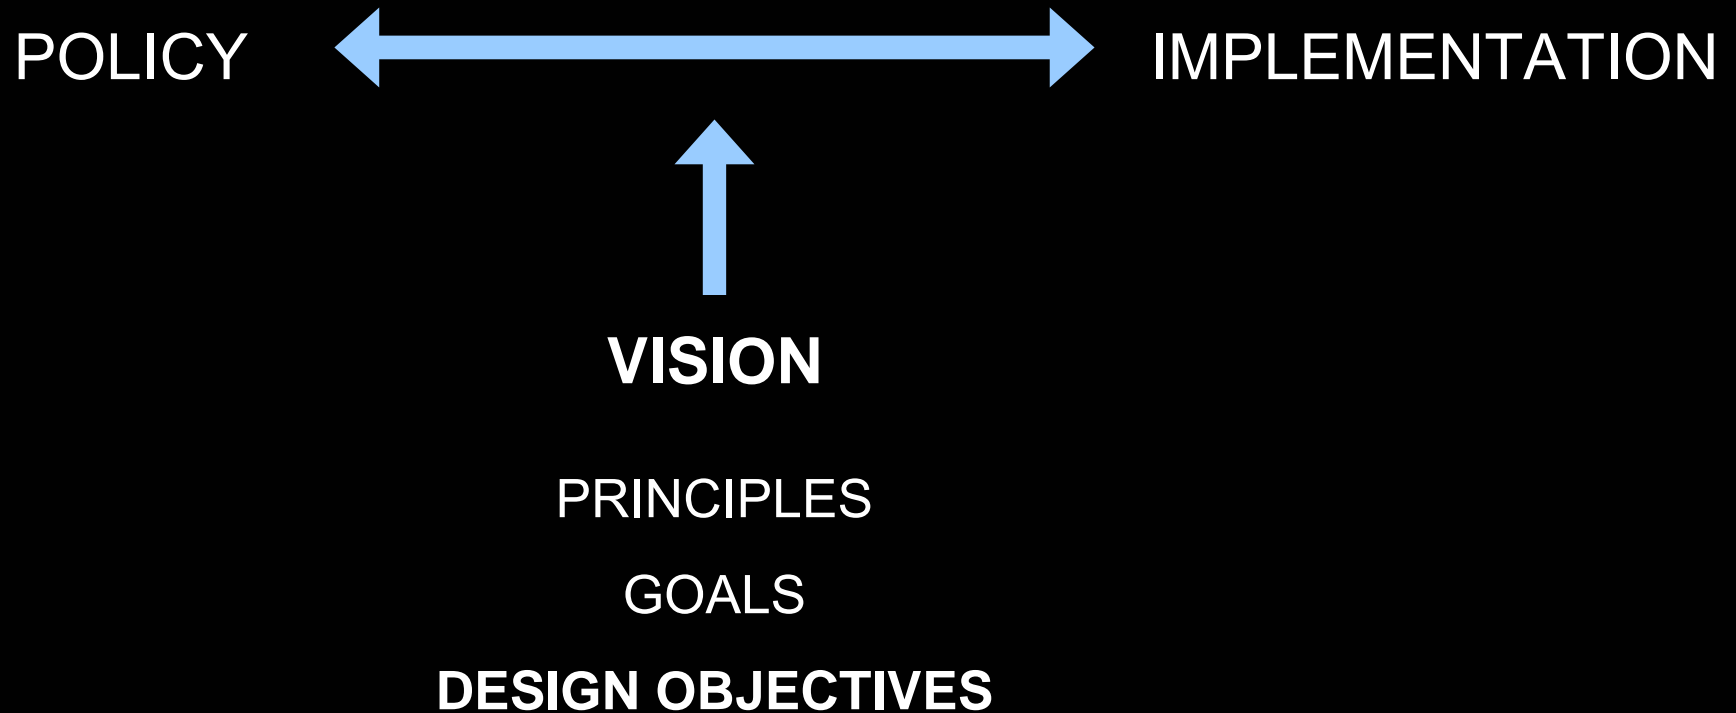 POLICY IMPLEMENTATION
VISION
PRINCIPLES
GOALS
DESIGN OBJECTIVES